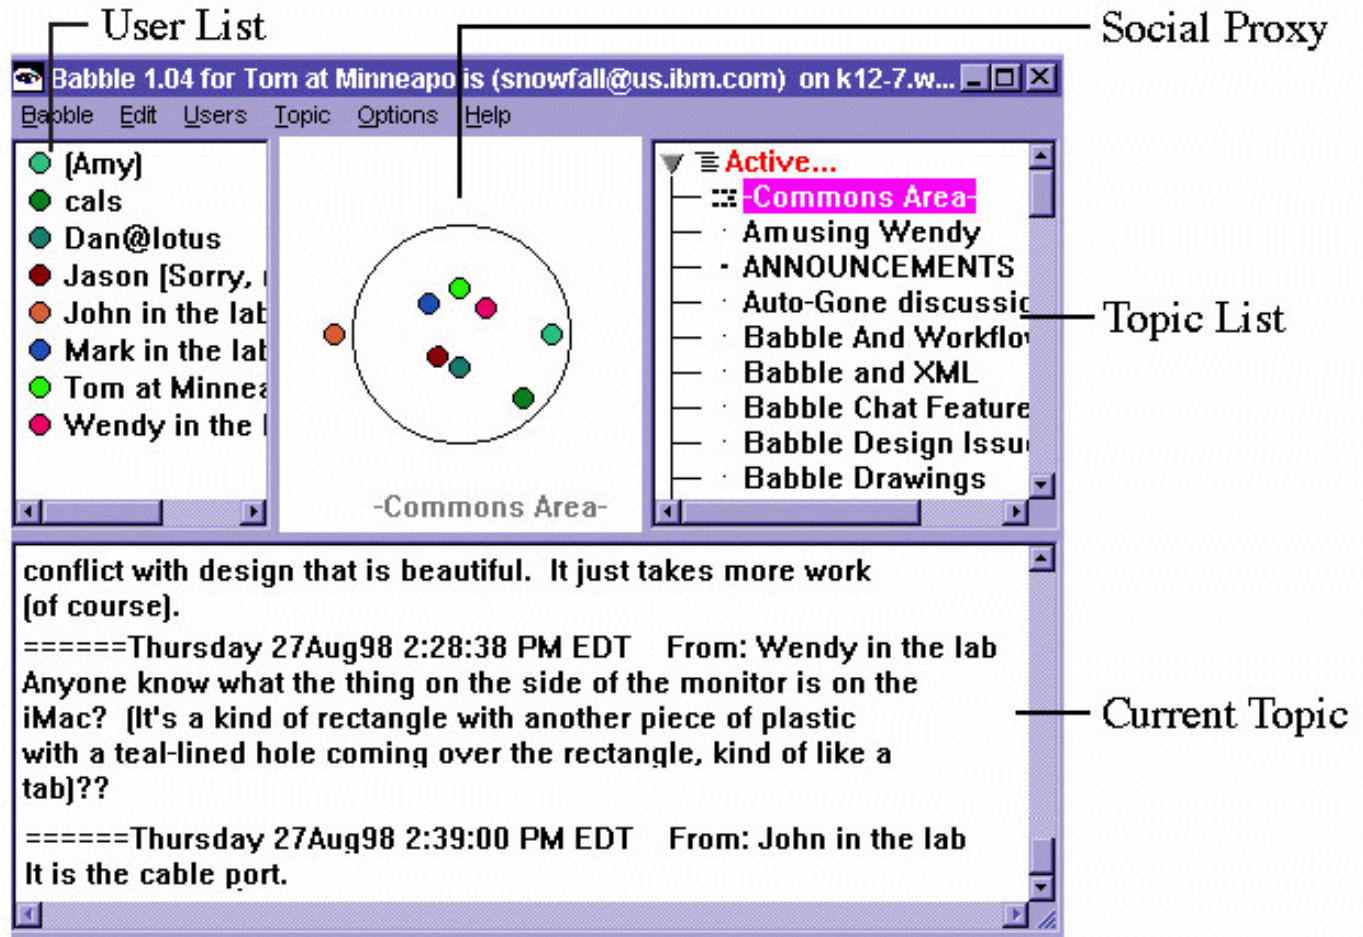 User List
Social Proxy
Babble 1.04 for Tom at Minneapolis (snowfall@us.ibm.com) on k12-7.w...
Babble Edit Users Topic Options Help
(Amy)
cals
Dan@lotus
Jason [Sorry,
John in the lab
Mark in the lab
Tom at Minnea
Wendy in the
-Commons Area-
Active...
-Commons Area-
Amusing Wendy
ANNOUNCEMENTS
Auto-Gone discussic
Babble And Workflow
Babble and XML
Babble Chat Feature
Babble Design Issu
Babble Drawings
Topic List
conflict with design that is beautiful. It just takes more work
(of course).
======Thursday 27Aug98 2:28:38 PM EDT From: Wendy in the lab
Anyone know what the thing on the side of the monitor is on the
iMac? (It's a kind of rectangle with another piece of plastic
with a teal-lined hole coming over the rectangle, kind of like a
tab)??
======Thursday 27Aug98 2:39:00 PM EDT From: John in the lab
It is the cable port.
Current Topic